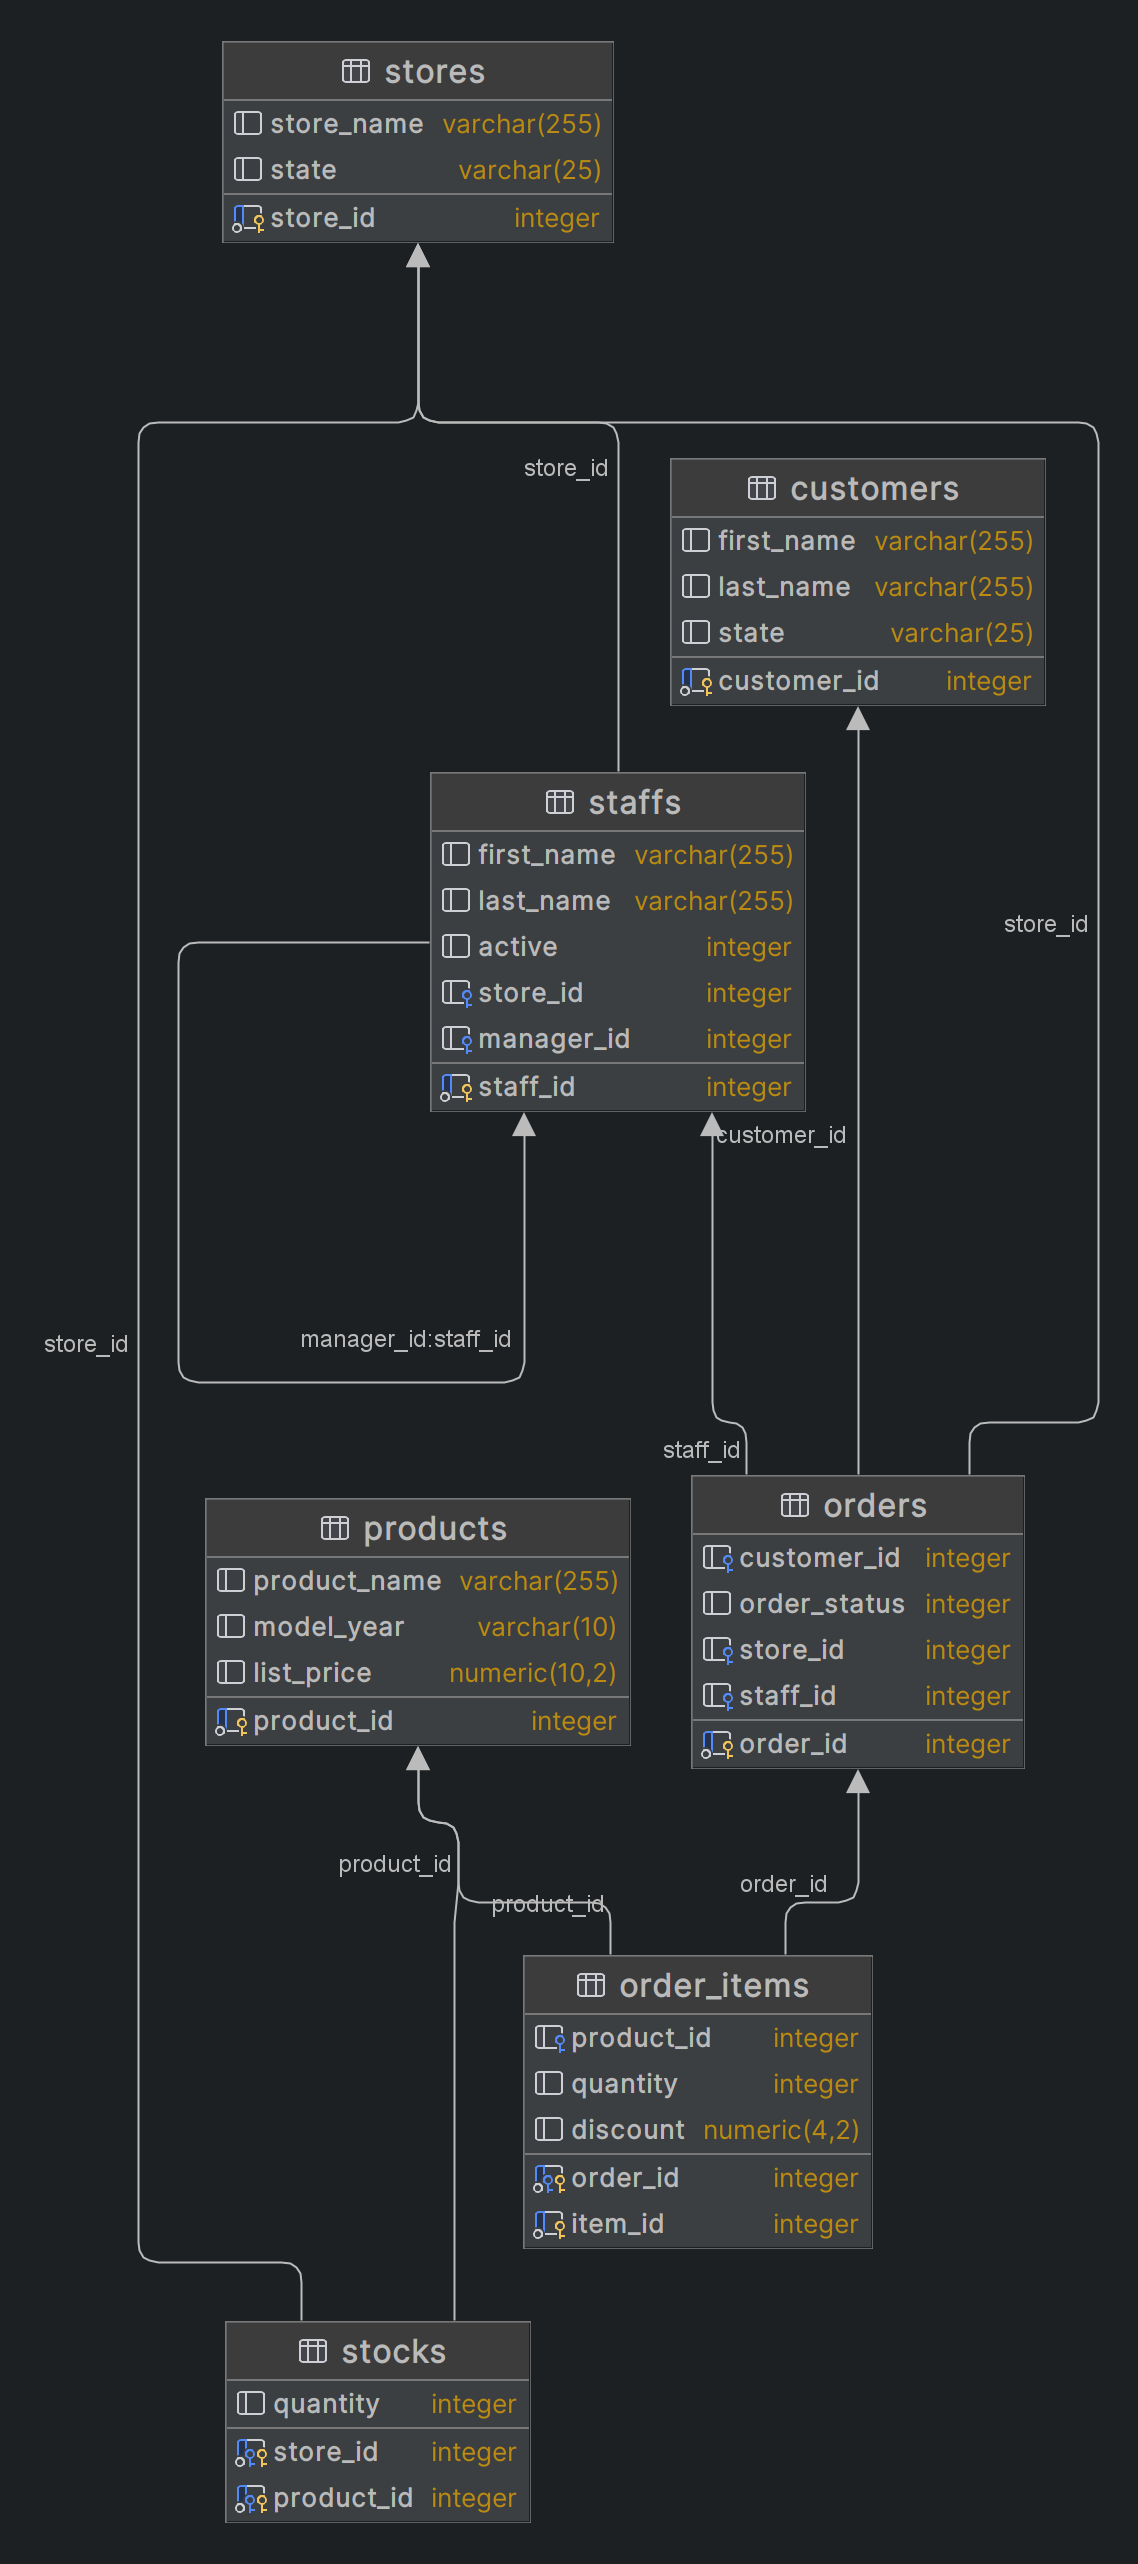 stores
store_name varchar(255)
state varchar(25)
store_id integer
store_id
customers
first_name varchar(255)
last_name varchar(255)
state varchar(25)
customer_id integer
staffs
first_name varchar(255)
last_name varchar(255)
active integer
store_id integer
manager_id integer
staff_id integer
store_id
customer_id
manager_id:staff_id
store_id
staff_id
products
product_name varchar(255)
model_year varchar(10)
list_price numeric(10,2)
product_id integer
orders
customer_id integer
order_status integer
store_id integer
staff_id integer
order_id integer
product_id
product_id
order_id
order_items
product_id integer
quantity integer
discount numeric(4,2)
order_id integer
item_id integer
stocks
quantity integer
store_id integer
product_id integer